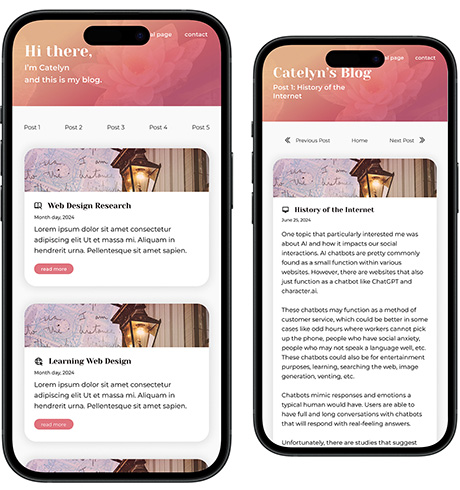 al page contact
Hi there,
I'm Catelyn
and this is my blog.
Post 1 Post 2 Post 3 Post 4 Post 5
I am
Web Design Research
Month day, 2024
Lorem ipsum dolor sit amet consectetur
adipiscing elit Ut et massa mi. Aliquam in
hendrerit urna. Pellentesque sit amet sapien.
read more
Learning Web Design
Month day, 2024
Lorem ipsum dolor sit amet consectetur
adipiscing elit Ut et massa mi. Aliquam in
hendrerit urna. Pellentesque sit amet sapien.
read more
al page contact
Catelyn's Blog
Post 1: History of the
Internet
Previous Post Home Next Post
History of the Internet
June 25, 2024
One topic that particularly interested me was
about AI and how it impacts our social
interactions. AI chatbots are pretty commonly
found as a small function within various
websites. However, there are websites that also
just function as a chatbot like ChatGPT and
character.ai.
These chatbots may function as a method of
customer service, which could be better in some
cases like odd hours where workers cannot pick
up the phone, people who have social anxiety,
people who may not speak a language well, etc.
These chatbots could also be for entertainment
purposes, learning, searching the web, image
generation, venting, etc.
Chatbots mimic responses and emotions a
typical human would have. Users are able to
have full and long conversations with chatbots
that will respond with real-feeling answers.
Unfortunately, there are studies that suggest